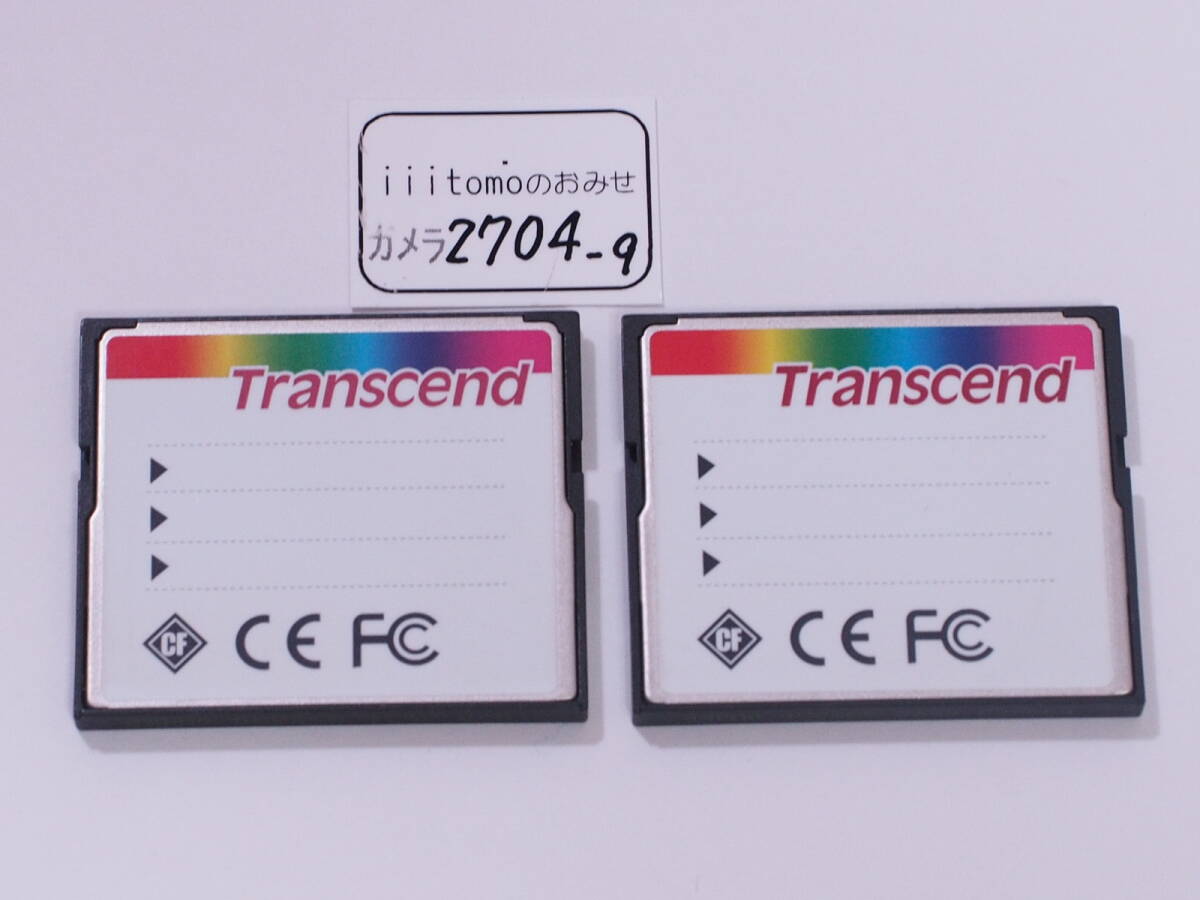 iiitomoのおみせ
カメラ2704-9
Transcend
CF CE FC
Transcend
CF CE FC